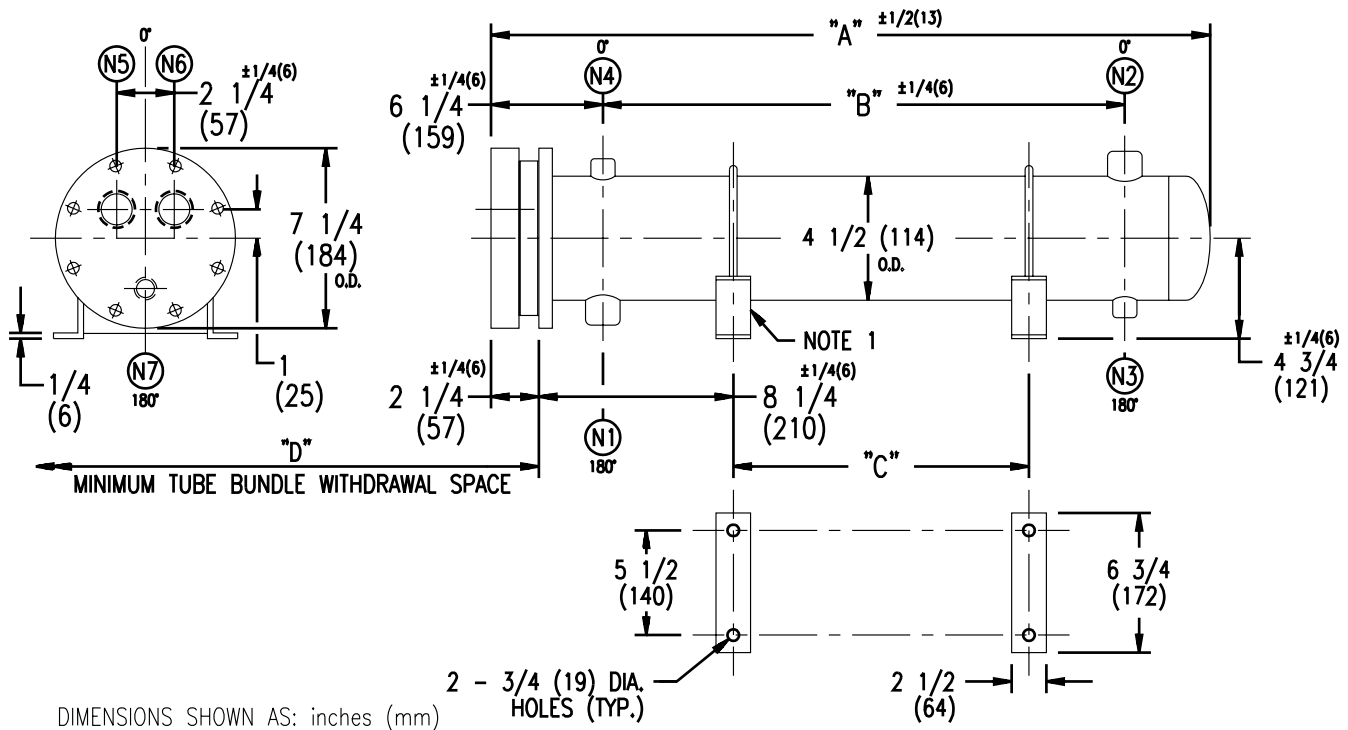 0°
N5
N6
±1/4(6)
2 1/4
(57)
7 1/4
(184)
O.D.
1/4
(6)
N7
180°
1
(25)
"A" ±1/2(13)
0°
N4
0°
N2
±1/4(6)
6 1/4
(159)
"B" ±1/4(6)
4 1/2 (114)
O.D.
NOTE 1
±1/4(6)
2 1/4
(57)
±1/4(6)
8 1/4
(210)
N1
180°
N3
180°
±1/4(6)
4 3/4
(121)
"D"
MINIMUM TUBE BUNDLE WITHDRAWAL SPACE
"C"
5 1/2
(140)
6 3/4
(172)
2 - 3/4 (19) DIA.
HOLES (TYP.)
2 1/2
(64)
DIMENSIONS SHOWN AS: inches (mm)